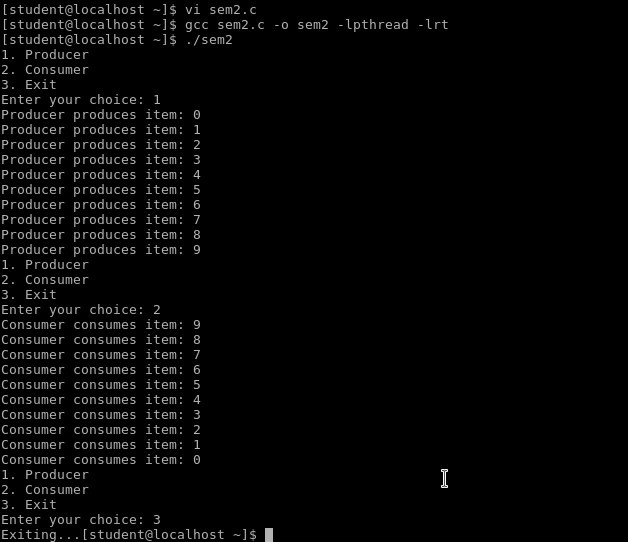 [student@localhost ~]$ vi sem2.c
[student@localhost ~]$ gcc sem2.c -o sem2 -lpthread -lrt
[student@localhost ~]$ ./sem2
1. Producer
2. Consumer
3. Exit
Enter your choice: 1
Producer produces item: 0
Producer produces item: 1
Producer produces item: 2
Producer produces item: 3
Producer produces item: 4
Producer produces item: 5
Producer produces item: 6
Producer produces item: 7
Producer produces item: 8
Producer produces item: 9
1. Producer
2. Consumer
3. Exit
Enter your choice: 2
Consumer consumes item: 9
Consumer consumes item: 8
Consumer consumes item: 7
Consumer consumes item: 6
Consumer consumes item: 5
Consumer consumes item: 4
Consumer consumes item: 3
Consumer consumes item: 2
Consumer consumes item: 1
Consumer consumes item: 0
1. Producer
2. Consumer
3. Exit
Enter your choice: 3
Exiting...[student@localhost ~]$